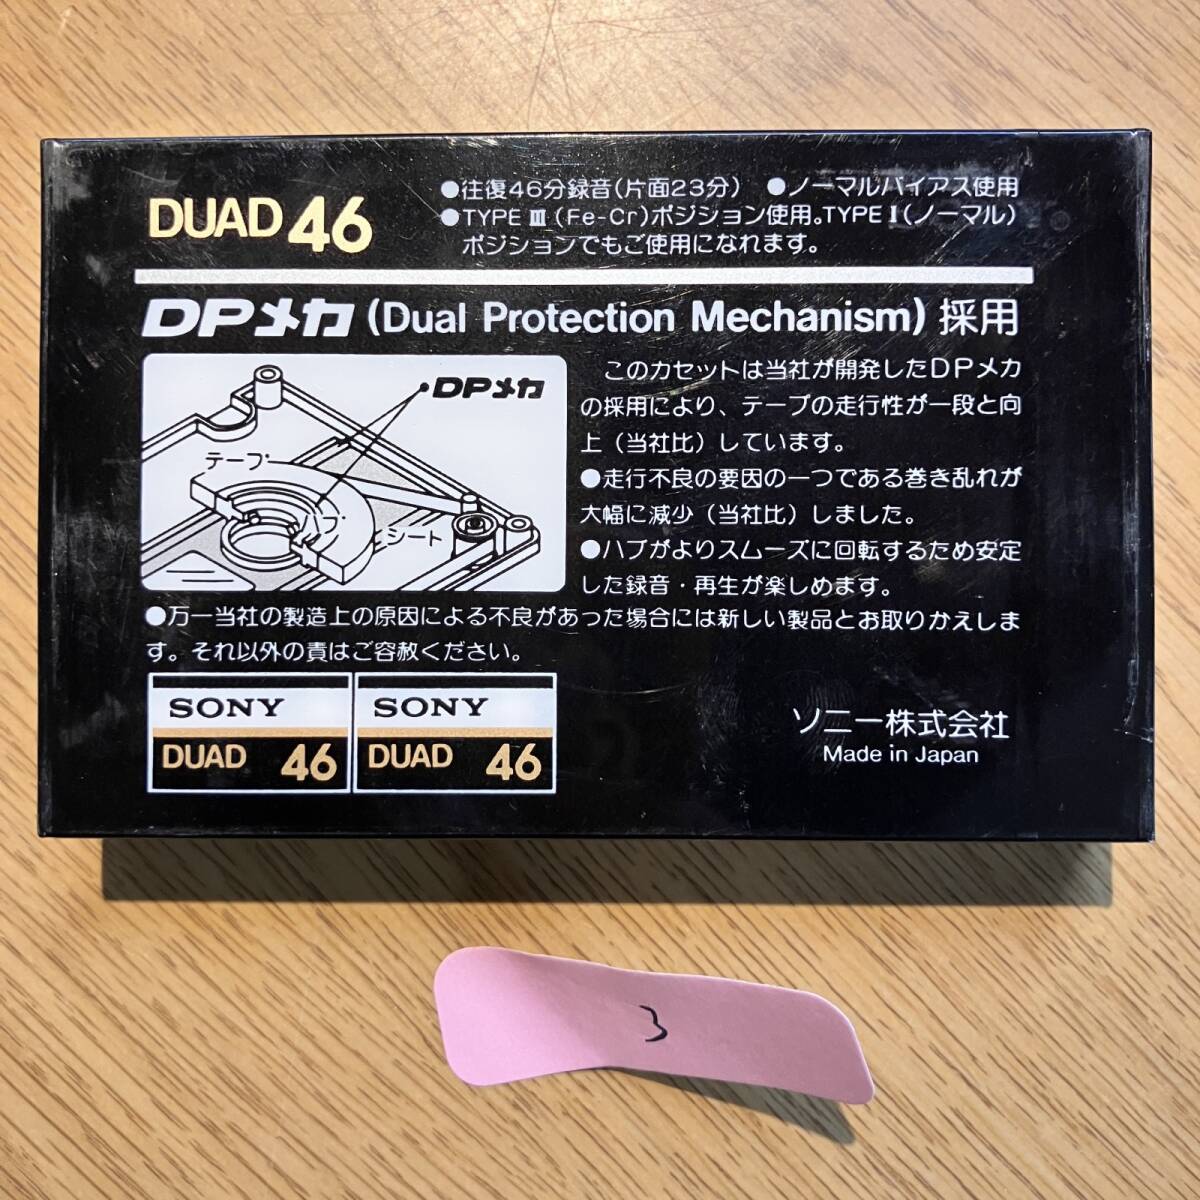 DUAD 46
●往復46分録音(片面23分) ●ノーマルバイアス使用
●TYPE Ⅲ (Fe-Cr)ポジション使用。TYPE Ⅰ(ノーマル)
ポジションでもご使用になれます。
DPメカ (Dual Protection Mechanism) 採用
このカセットは当社が開発したDPメカ
の採用により、テープの走行性が一段と向
上(当社比)しています。
●走行不良の要因の一つである巻き乱れが
大幅に減少(当社比)しました。
●ハブがよりスムーズに回転するため安定
した録音・再生が楽しめます。
•DPメカ
テープ
ハブ
シート
●万一当社の製造上の原因による不良があった場合には新しい製品とお取りかえしま
す。それ以外の責はご容赦ください。
SONY
DUAD 46
SONY
DUAD 46
ソニー株式会社
Made in Japan